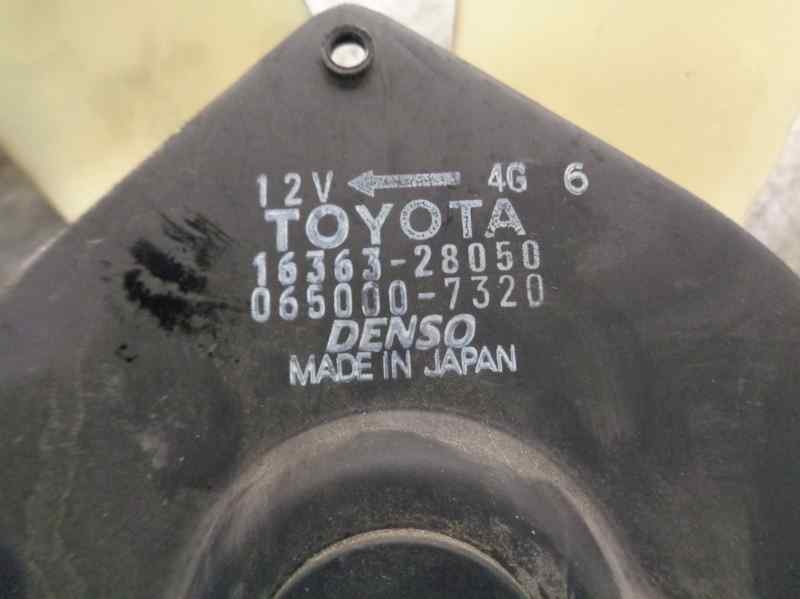 12V ← 4G 6
TOYOTA
16363-28050
065000-7320
DENSO
MADE IN JAPAN